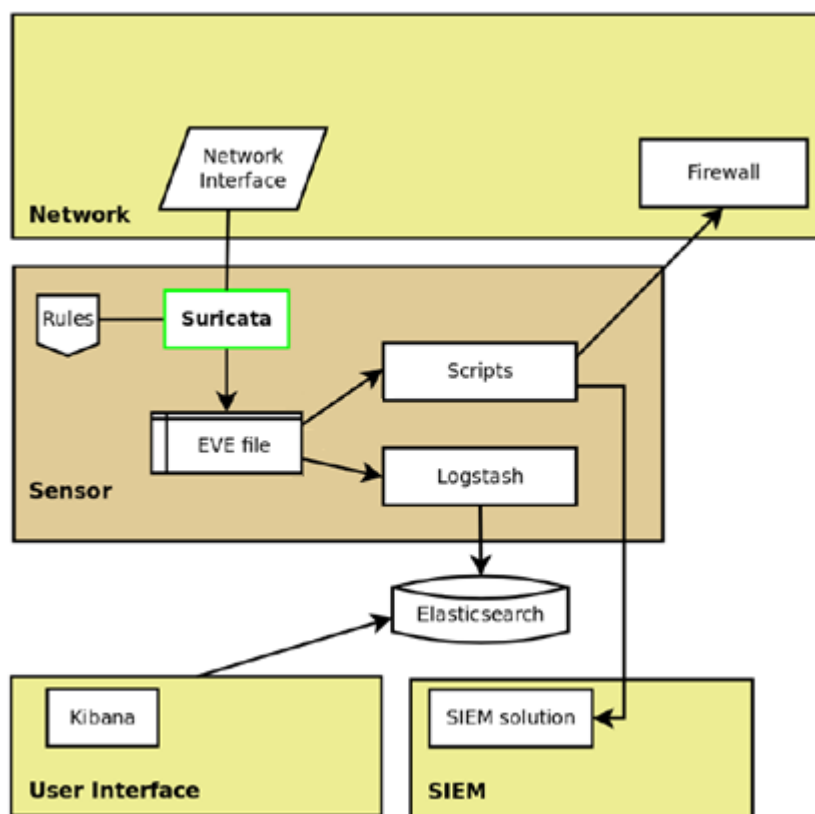 Network
Interface
Firewall
Network
Rules
Suricata
Scripts
EVE file
Logstash
Sensor
Elasticsearch
Kibana
SIEM solution
User Interface
SIEM